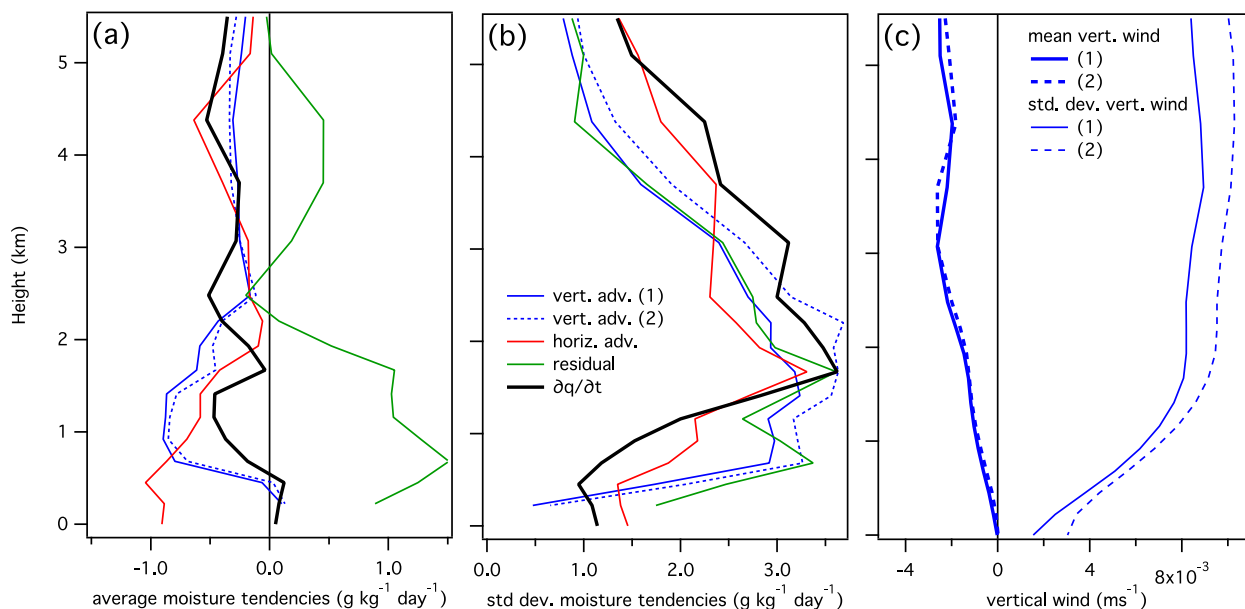 (a)
(b)
(c)
5
4
3
2
1
0
Height (km)
-1.0
0.0
1.0
average moisture tendencies (g kg⁻¹ day⁻¹)
vert. adv. (1)
vert. adv. (2)
horiz. adv.
residual
∂q/∂t
0.0
1.0
2.0
3.0
std dev. moisture tendencies (g kg⁻¹ day⁻¹)
mean vert. wind
(1)
(2)
std. dev. vert. wind
(1)
(2)
-4
0
4
8x10⁻³
vertical wind (ms⁻¹)